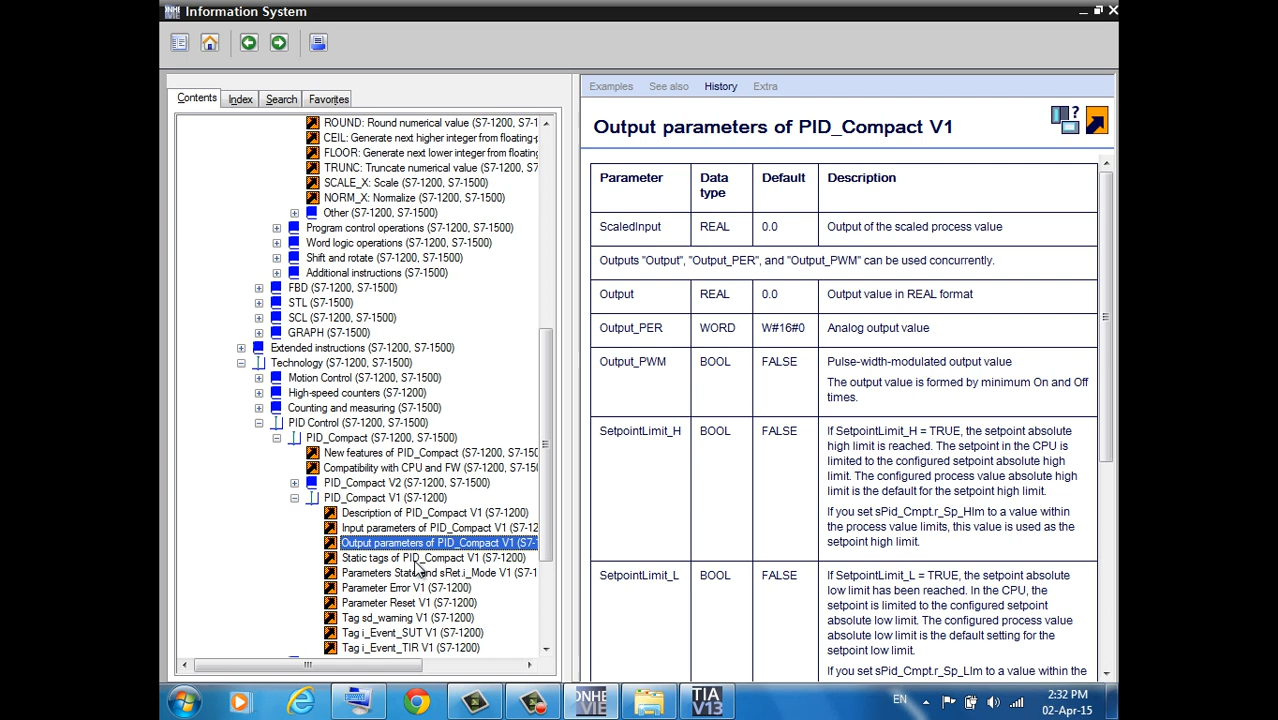 Information System
Contents
Index
Search
Favorites
ROUND: Round numerical value (S7-1200, S7-1
CEIL: Generate next higher integer from floating-p
FLOOR: Generate next lower integer from floating
TRUNC: Truncate numerical value (S7-1200, S7
SCALE_X: Scale (S7-1200, S7-1500)
NORM_X: Normalize (S7-1200, S7-1500)
Other (S7-1200, S7-1500)
Program control operations (S7-1200, S7-1500)
Word logic operations (S7-1200, S7-1500)
Shift and rotate (S7-1200, S7-1500)
Additional instructions (S7-1500)
FBD (S7-1200, S7-1500)
STL (S7-1500)
SCL (S7-1200, S7-1500)
GRAPH (S7-1500)
Extended instructions (S7-1200, S7-1500)
Technology (S7-1200, S7-1500)
Motion Control (S7-1200, S7-1500)
High-speed counters (S7-1200)
Counting and measuring (S7-1500)
PID Control (S7-1200, S7-1500)
PID_Compact (S7-1200, S7-1500)
New features of PID_Compact (S7-1200, S7-150
Compatibility with CPU and FW (S7-1200, S7-150
PID_Compact V2 (S7-1200, S7-1500)
PID_Compact V1 (S7-1200)
Description of PID_Compact V1 (S7-1200)
Input parameters of PID_Compact V1 (S7-12
Output parameters of PID_Compact V1 (S7-
Static tags of PID_Compact V1 (S7-1200)
Parameters State and sRet.i_Mode V1 (S7-1
Parameter Error V1 (S7-1200)
Parameter Reset V1 (S7-1200)
Tag sd_warning V1 (S7-1200)
Tag i_Event_SUT V1 (S7-1200)
Tag i_Event_TIR V1 (S7-1200)
Examples See also History Extra
Output parameters of PID_Compact V1
Parameter Data type Default Description
ScaledInput REAL 0.0 Output of the scaled process value
Outputs "Output", "Output_PER", and "Output_PWM" can be used concurrently.
Output REAL 0.0 Output value in REAL format
Output_PER WORD W#16#0 Analog output value
Output_PWM BOOL FALSE Pulse-width-modulated output value
The output value is formed by minimum On and Off
times.
SetpointLimit_H BOOL FALSE If SetpointLimit_H = TRUE, the setpoint absolute
high limit is reached. The setpoint in the CPU is
limited to the configured setpoint absolute high
limit. The configured process value absolute high
limit is the default for the setpoint high limit.
If you set sPid_Cmpt.r_Sp_Hlm to a value within
the process value limits, this value is used as the
setpoint high limit.
SetpointLimit_L BOOL FALSE If SetpointLimit_L = TRUE, the setpoint absolute
low limit has been reached. In the CPU, the
setpoint is limited to the configured setpoint
absolute low limit. The configured process value
absolute low limit is the default setting for the
setpoint low limit.
If you set sPid_Cmpt.r_Sp_Llm to a value within the
TIA
V13
EN
2:32 PM
02-Apr-15